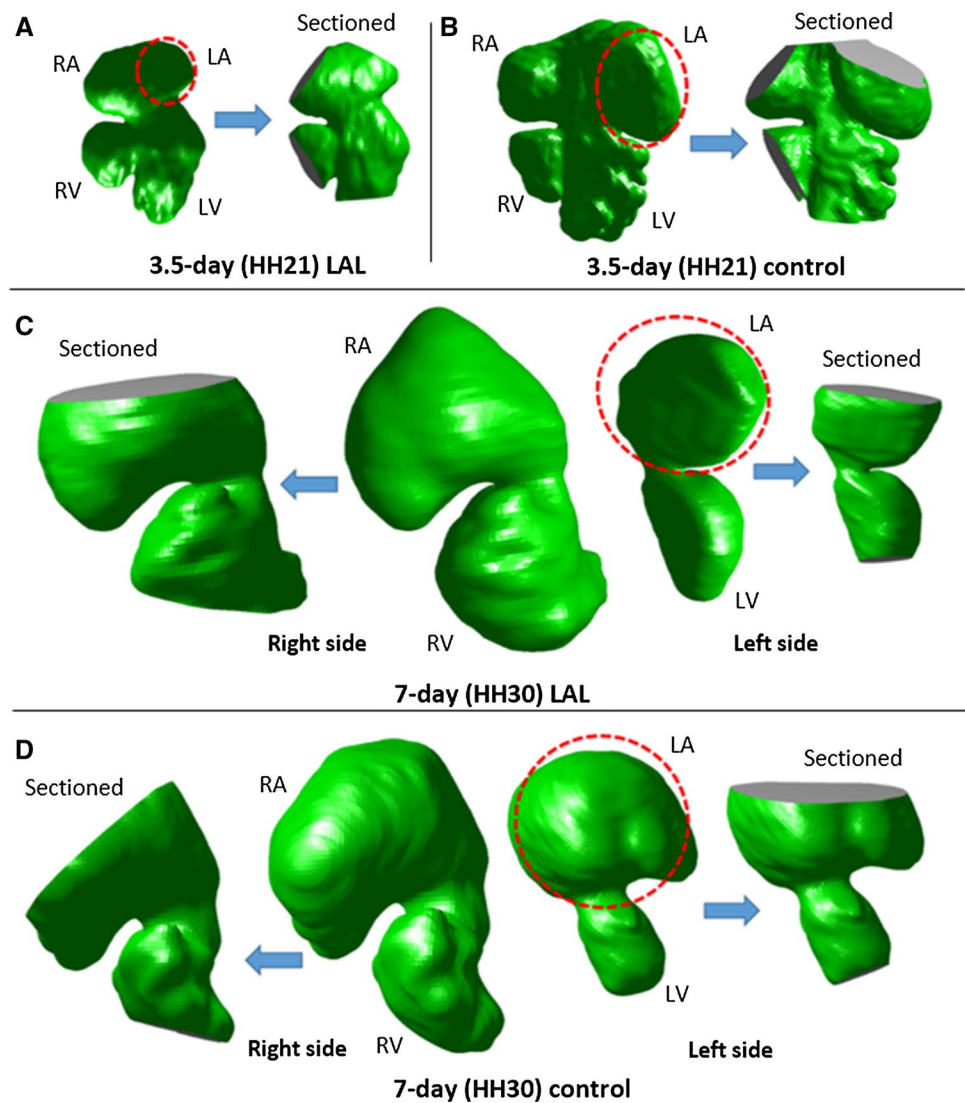 A
RA
LA
Sectioned
RV
LV
3.5-day (HH21) LAL
B
RA
LA
Sectioned
RV
LV
3.5-day (HH21) control
C
Sectioned
RA
LA
Sectioned
RV
LV
Right side
Left side
7-day (HH30) LAL
D
Sectioned
RA
LA
Sectioned
RV
LV
Right side
Left side
7-day (HH30) control